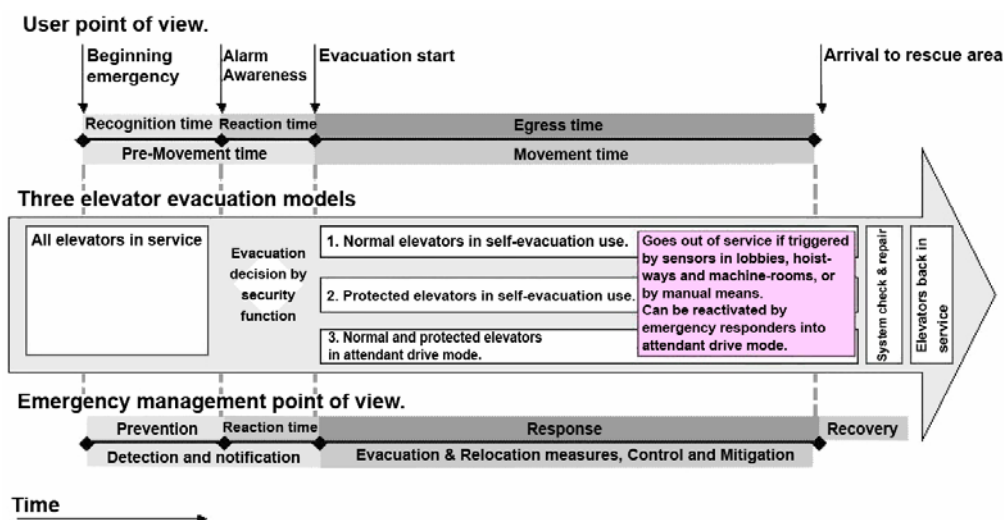 User point of view.
Beginning
emergency
Alarm
Awareness
Evacuation start
Arrival to rescue area
Recognition time
Reaction time
Egress time
Pre-Movement time
Movement time
Three elevator evacuation models
All elevators in service
Evacuation
decision by
security
function
1. Normal elevators in self-evacuation use.
2. Protected elevators in self-evacuation use.
3. Normal and protected elevators
in attendant drive mode.
Goes out of service if triggered
by sensors in lobbies, hoist-
ways and machine-rooms, or
by manual means.
Can be reactivated by
emergency responders into
attendant drive mode.
System check & repair
Elevators back in
service
Emergency management point of view.
Prevention
Reaction time
Response
Recovery
Detection and notification
Evacuation & Relocation measures, Control and Mitigation
Time